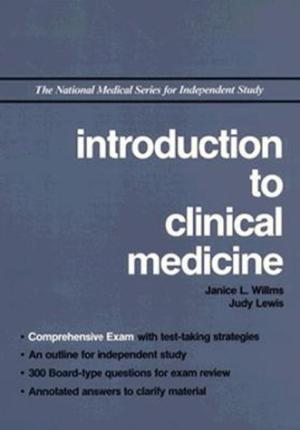 The National Medical Series for Independent Study
introduction
to
clinical
medicine
Janice L. Willms
Judy Lewis
• Comprehensive Exam with test-taking strategies
• An outline for independent study
• 300 Board-type questions for exam review
• Annotated answers to clarify material